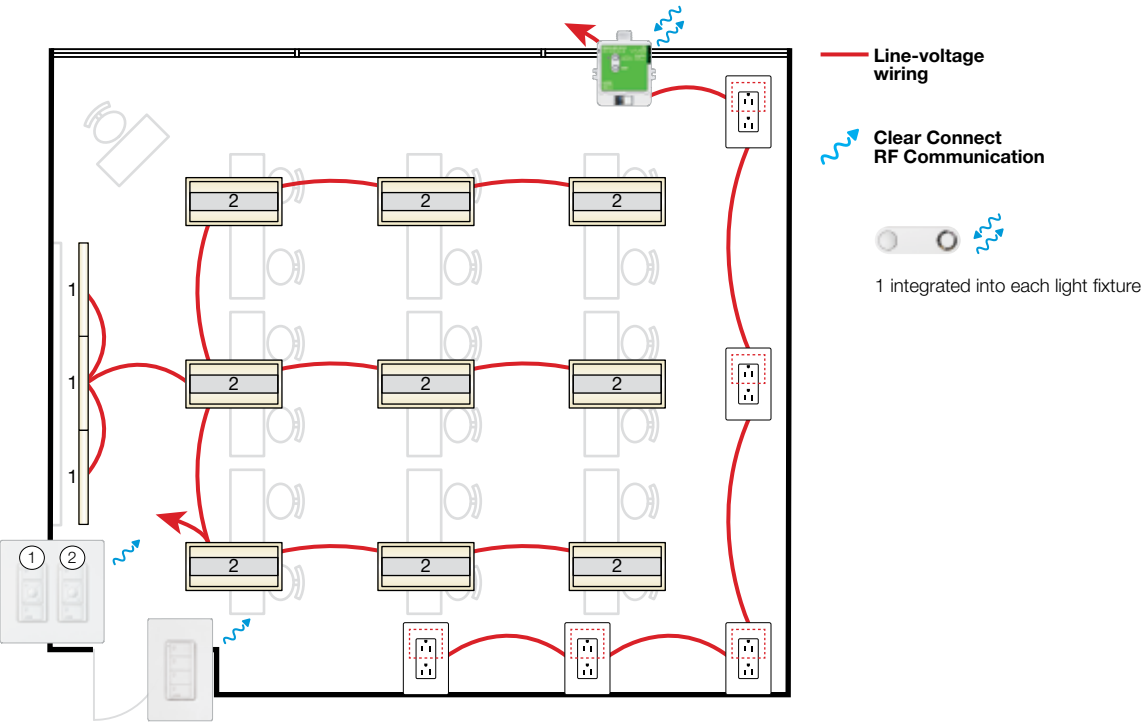 Line-voltage
wiring
Clear Connect
RF Communication
1 integrated into each light fixture
2 2 2
1
1
2 2 2
1
1 2
2 2 2